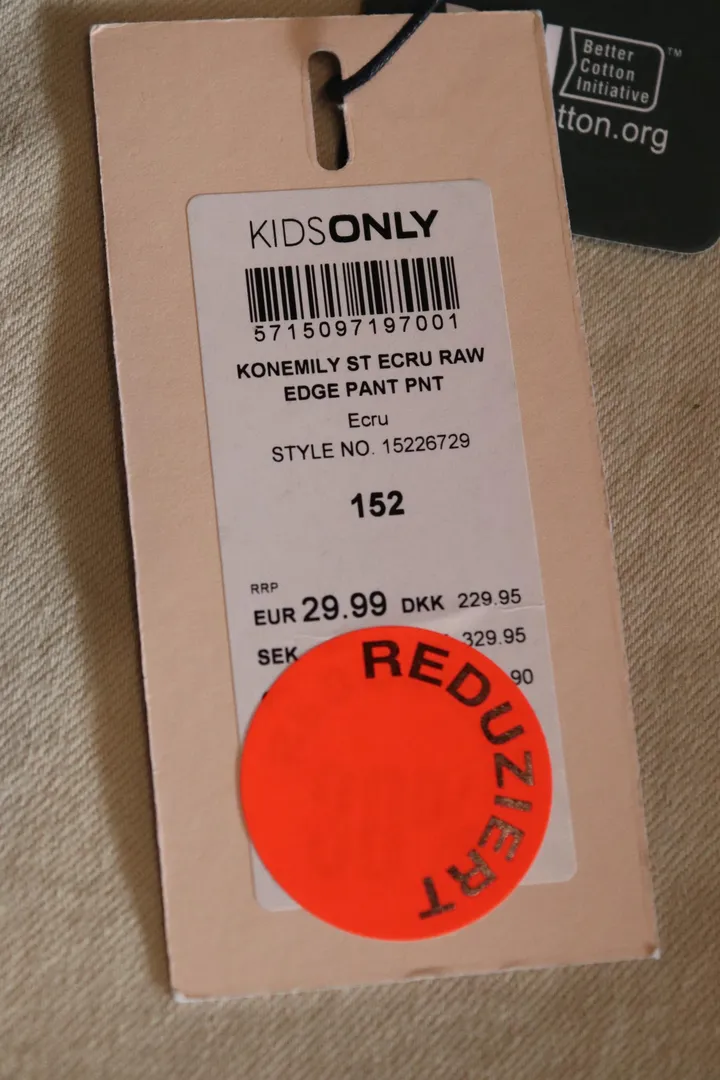 Better
Cotton
Initiative
™
tton.org
KIDSONLY
5715097197001
KONEMILY ST ECRU RAW
EDGE PANT PNT
Ecru
STYLE NO. 15226729
152
RRP
EUR 29.99 DKK 229.95
SEK 329.95
90
REDUZIERT